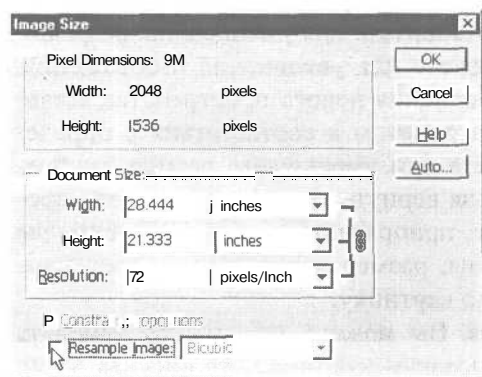 Image Size
OK
Pixel Dimensions: 9M
Width: 2048 pixels
Cancel
Height: 1536 pixels
Help
Auto...
Document Size:
Wigth: 28.444 inches
Height: 21.333 inches
Resolution: 72 pixels/Inch
Resample Image: Bicubic